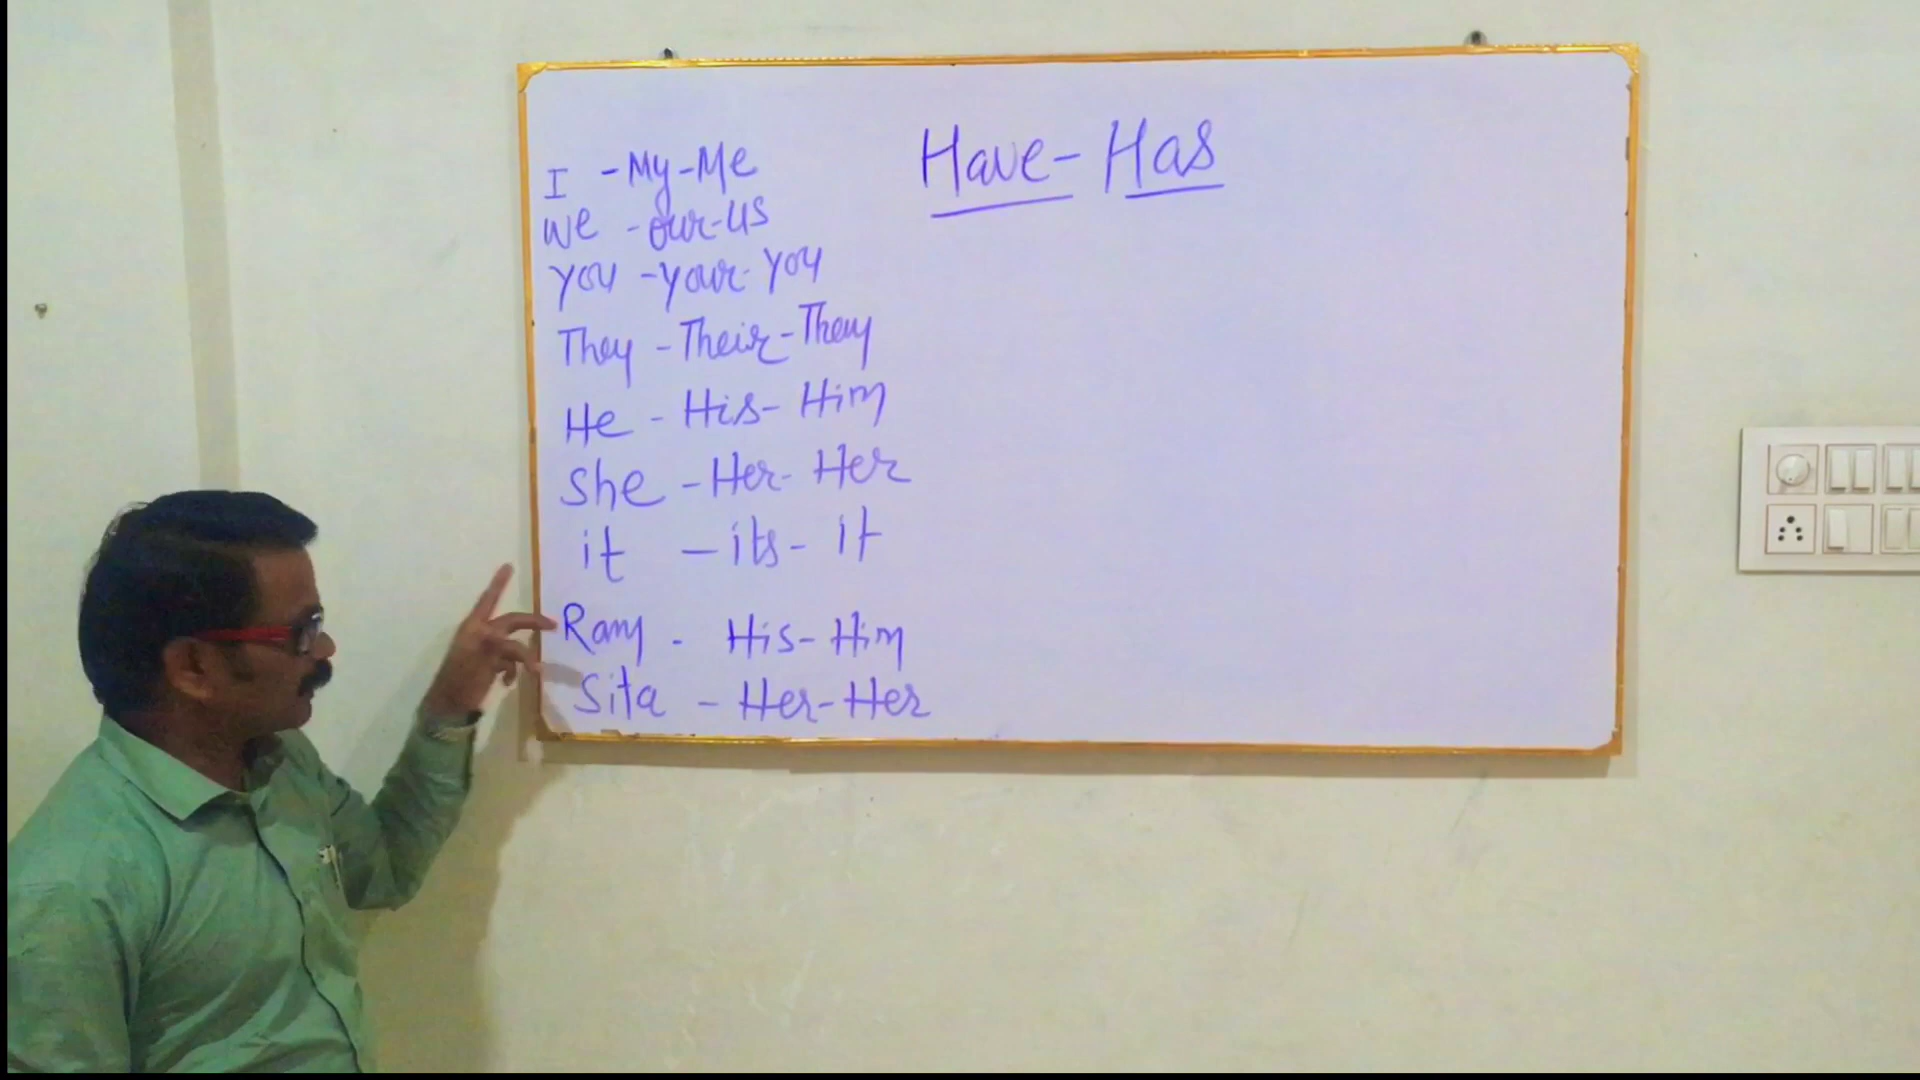 Have - Has
I - My - Me
We - our - us
you - your - you
They - Their - They
He - His - Him
she - Her - Her
it - its - it
Ram - His - Him
Sita - Her - Her